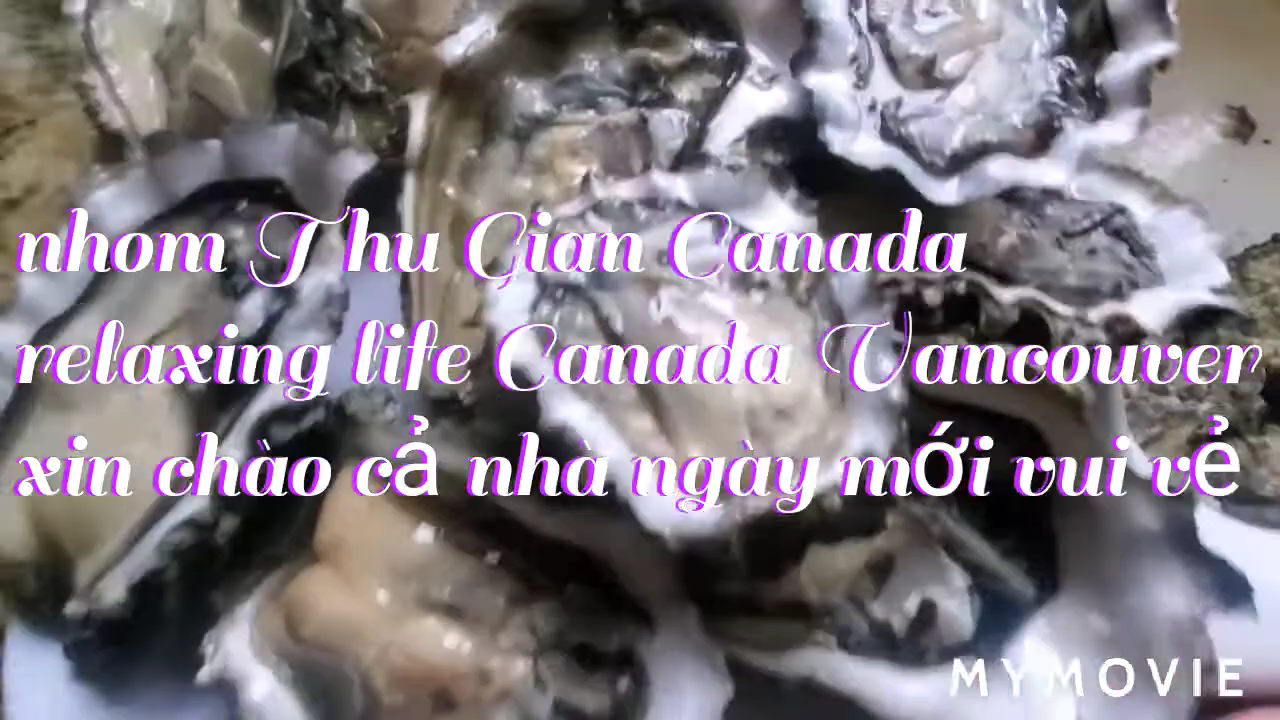 nhom Thu Gian Canada
relaxing life Canada Vancouver
xin chào cả nhà ngày mới vui vẻ
MYMOVIE